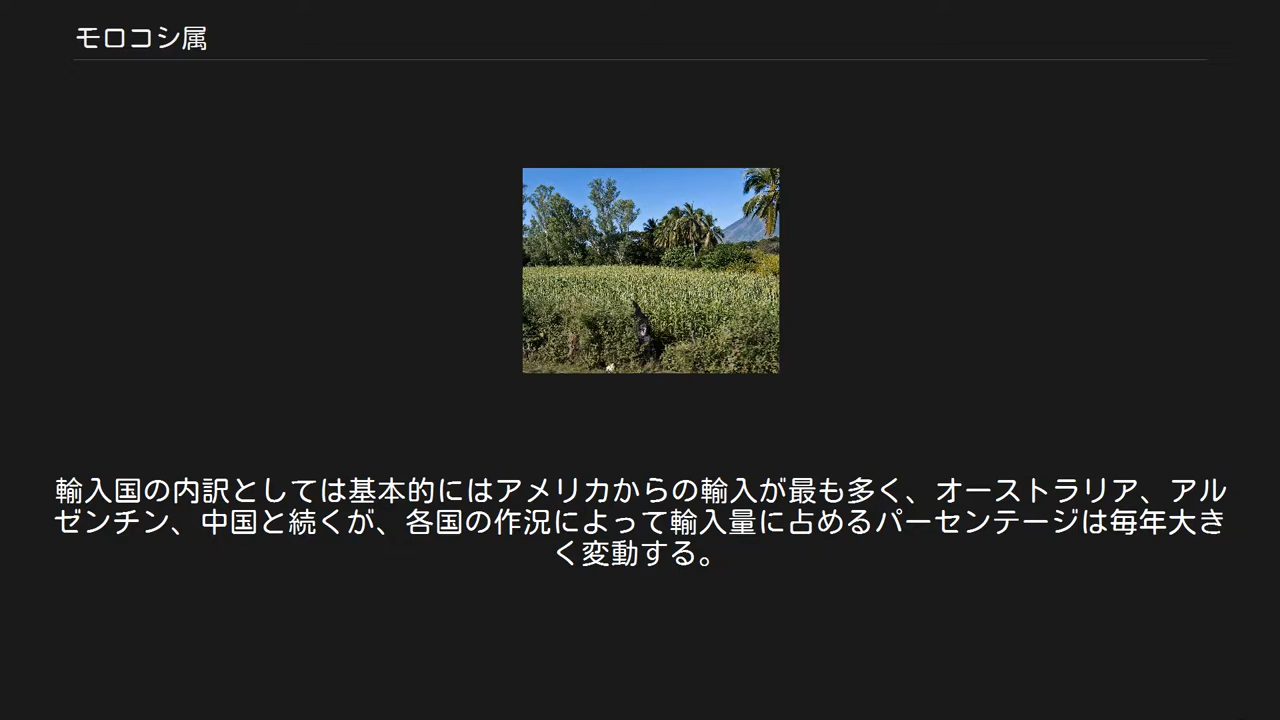 モロコシ属
輸入国の内訳としては基本的にはアメリカからの輸入が最も多く、オーストラリア、アル
ゼンチン、中国と続くが、各国の作況によって輸入量に占めるパーセンテージは毎年大き
く変動する。